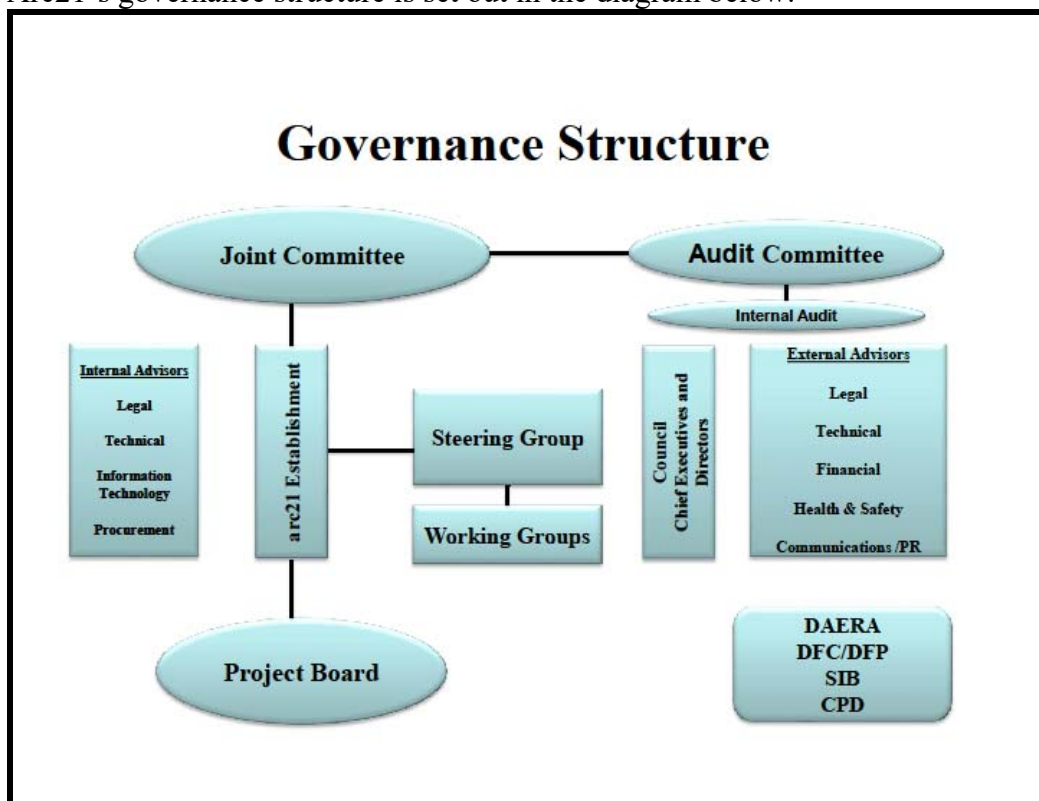 Arc21's governance structure is set out in the diagram below:
Governance Structure
Joint Committee
Audit Committee
Internal Audit
Internal Advisors
Legal
Technical
Information
Technology
Procurement
arc21 Establishment
Steering Group
Working Groups
Council
Chief Executives and
Directors
External Advisors
Legal
Technical
Financial
Health & Safety
Communications /PR
Project Board
DAERA
DFC/DFP
SIB
CPD